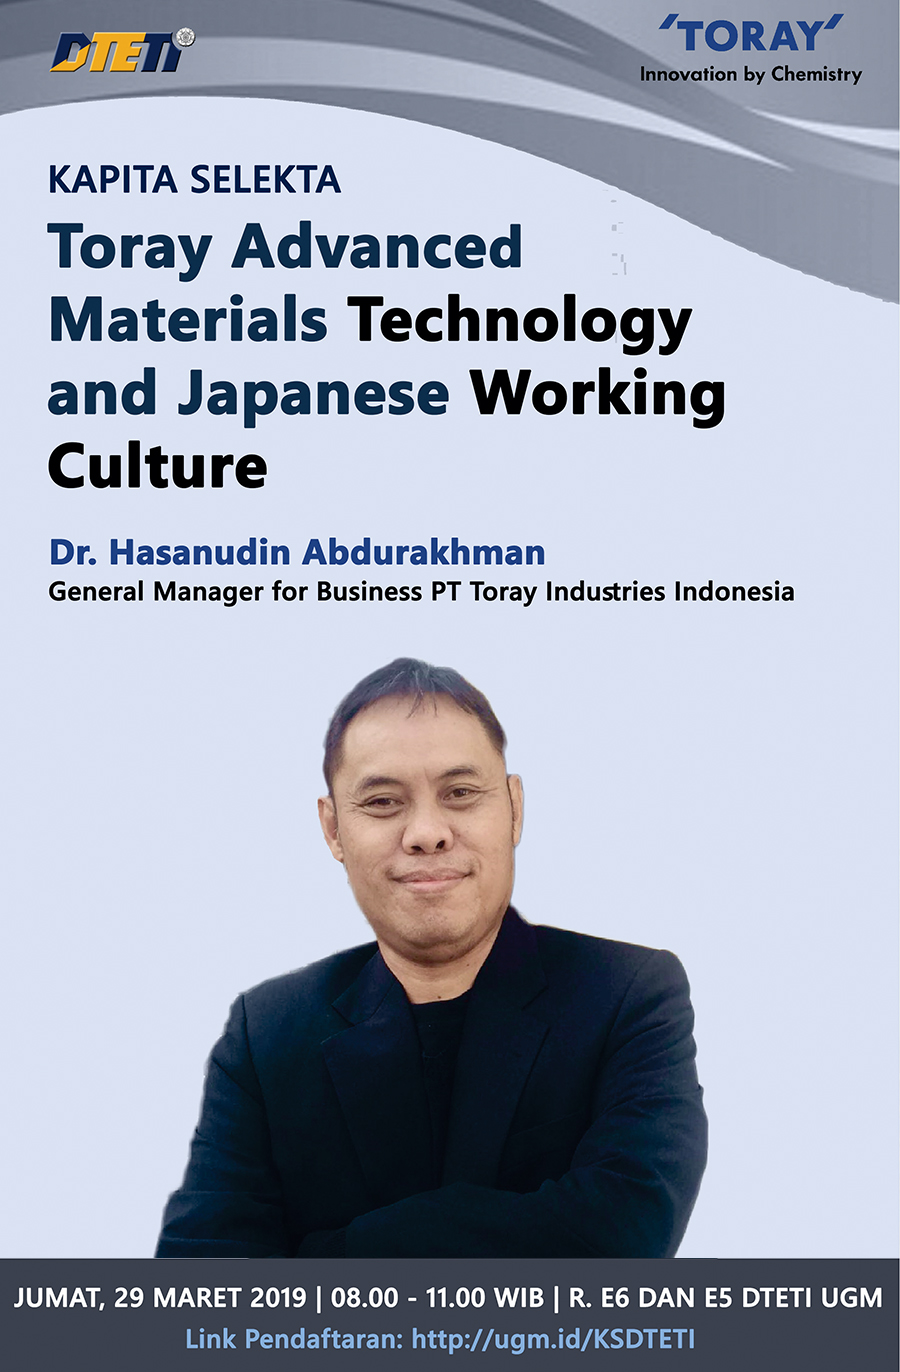 DTETI
TORAY
Innovation by Chemistry
KAPITA SELEKTA
Toray Advanced
Materials Technology
and Japanese Working
Culture
Dr. Hasanudin Abdurakhman
General Manager for Business PT Toray Industries Indonesia
JUMAT, 29 MARET 2019 | 08.00 - 11.00 WIB | R. E6 DAN E5 DTETI UGM
Link Pendaftaran: http://ugm.id/KSDTETI